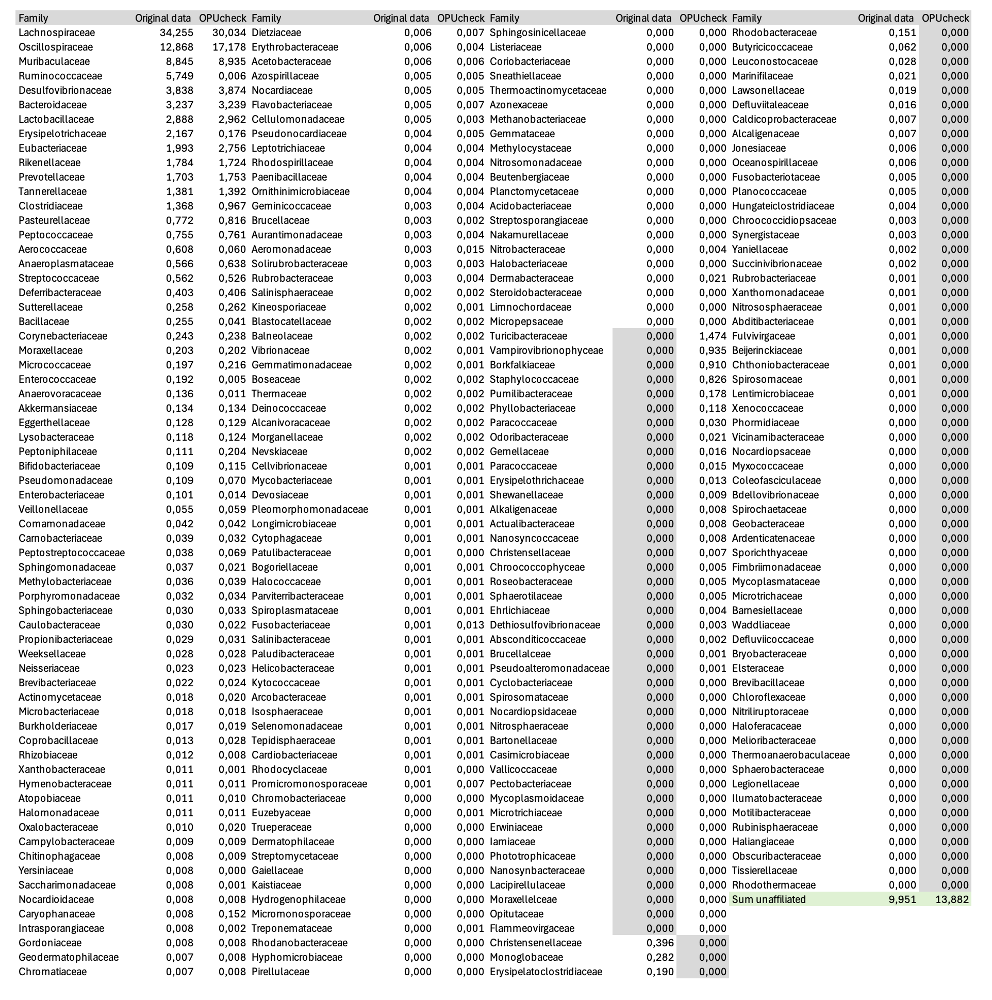 Family Original data OPUcheck Family Original data OPUcheck Family Original data OPUcheck Family Original data OPUcheck
Lachnospiraceae 34,255 30,034 Dietziaceae 0,006 0,007 Sphingosinicellaceae 0,000 0,000 Rhodobacteraceae 0,151 0,000
Oscillospiraceae 12,868 17,178 Erythrobacteraceae 0,006 0,004 Listeriaceae 0,000 0,000 Butyricicoccaceae 0,062 0,000
Muribaculaceae 8,845 8,935 Acetobacteraceae 0,006 0,006 Coriobacteriaceae 0,000 0,000 Leuconostocaceae 0,028 0,000
Ruminococcaceae 5,749 0,006 Azospirillaceae 0,005 0,005 Sneathiellaceae 0,000 0,000 Marinifilaceae 0,021 0,000
Desulfovibrionaceae 3,838 3,874 Nocardiaceae 0,005 0,005 Thermoactinomycetaceae 0,000 0,000 Lawsonellaceae 0,019 0,000
Bacteroidaceae 3,237 3,239 Flavobacteriaceae 0,005 0,007 Azonexaceae 0,000 0,000 Defluviitaleaceae 0,016 0,000
Lactobacillaceae 2,888 2,962 Cellulomonadaceae 0,005 0,003 Methanobacteriaceae 0,000 0,000 Caldicoprobacteraceae 0,007 0,000
Erysipelotrichaceae 2,167 0,176 Pseudonocardiaceae 0,004 0,005 Gemmataceae 0,000 0,000 Alcaligenaceae 0,007 0,000
Eubacteriaceae 1,993 2,756 Leptotrichiaceae 0,004 0,004 Methylocystaceae 0,000 0,000 Jonesiaceae 0,006 0,000
Rikenellaceae 1,784 1,724 Rhodospirillaceae 0,004 0,004 Nitrosomonadaceae 0,000 0,000 Oceanospirillaceae 0,006 0,000
Prevotellaceae 1,703 1,753 Paenibacillaceae 0,004 0,004 Beutenbergiaceae 0,000 0,000 Fusobacteriotaceae 0,005 0,000
Tannerellaceae 1,381 1,392 Ornithinimicrobiaceae 0,004 0,004 Planctomycetaceae 0,000 0,000 Planococcaceae 0,005 0,000
Clostridiaceae 1,368 0,967 Geminicoccaceae 0,003 0,004 Acidobacteriaceae 0,000 0,000 Hungateiclostridiaceae 0,004 0,000
Pasteurellaceae 0,772 0,816 Brucellaceae 0,003 0,002 Streptosporangiaceae 0,000 0,000 Chroococcidiopsaceae 0,003 0,000
Peptococcaceae 0,755 0,761 Aurantimonadaceae 0,003 0,004 Nakamurellaceae 0,000 0,000 Synergistaceae 0,003 0,000
Aerococcaceae 0,608 0,060 Aeromonadaceae 0,003 0,015 Nitrobacteraceae 0,000 0,004 Yaniellaceae 0,002 0,000
Anaeroplasmataceae 0,566 0,638 Solirubrobacteraceae 0,003 0,003 Halobacteriaceae 0,000 0,000 Succinivibrionaceae 0,002 0,000
Streptococcaceae 0,562 0,526 Rubrobacteraceae 0,003 0,004 Dermabacteraceae 0,000 0,021 Rubrobacteriaceae 0,001 0,000
Deferribacteraceae 0,403 0,406 Salinisphaeraceae 0,002 0,002 Steroidobacteraceae 0,000 0,000 Xanthomonadaceae 0,001 0,000
Sutterellaceae 0,258 0,262 Kineosporiaceae 0,002 0,001 Limnochordaceae 0,000 0,000 Nitrososphaeraceae 0,001 0,000
Bacillaceae 0,255 0,041 Blastocatellaceae 0,002 0,002 Micropepsaceae 0,000 0,000 Abditibacteriaceae 0,001 0,000
Corynebacteriaceae 0,243 0,238 Balneolaceae 0,002 0,002 Turicibacteraceae 0,000 1,474 Fulvivirgaceae 0,001 0,000
Moraxellaceae 0,203 0,202 Vibrionaceae 0,002 0,001 Vampirovibrionophyceae 0,000 0,935 Beijerinckiaceae 0,001 0,000
Micrococcaceae 0,197 0,216 Gemmatimonadaceae 0,002 0,001 Borkfalkiaceae 0,000 0,910 Chthoniobacteraceae 0,001 0,000
Enterococcaceae 0,192 0,005 Boseaceae 0,002 0,002 Staphylococcaceae 0,000 0,826 Spirosomaceae 0,001 0,000
Anaerovoracaceae 0,136 0,011 Thermaceae 0,002 0,002 Pumilibacteraceae 0,000 0,178 Lentimicrobiaceae 0,001 0,000
Akkermansiaceae 0,134 0,134 Deinococcaceae 0,002 0,002 Phyllobacteriaceae 0,000 0,118 Xenococcaceae 0,000 0,000
Eggerthellaceae 0,128 0,129 Alcanivoracaceae 0,002 0,002 Paracoccaceae 0,000 0,030 Phormidiaceae 0,000 0,000
Lysobacteraceae 0,118 0,124 Morganellaceae 0,002 0,002 Odoribacteraceae 0,000 0,021 Vicinamibacteraceae 0,000 0,000
Peptoniphilaceae 0,111 0,204 Nevskiaceae 0,002 0,002 Gemellaceae 0,000 0,016 Nocardiopsaceae 0,000 0,000
Bifidobacteriaceae 0,109 0,115 Cellvibrionaceae 0,001 0,001 Paracoccaceae 0,000 0,015 Myxococcaceae 0,000 0,000
Pseudomonadaceae 0,109 0,070 Mycobacteriaceae 0,001 0,001 Erysipelothrichaceae 0,000 0,013 Coleofasciculaceae 0,000 0,000
Enterobacteriaceae 0,101 0,014 Devosiaceae 0,001 0,001 Shewanellaceae 0,000 0,009 Bdellovibrionaceae 0,000 0,000
Veillonellaceae 0,055 0,059 Pleomorphomonadaceae 0,001 0,001 Alkaligenaceae 0,000 0,008 Spirochaetaceae 0,000 0,000
Comamonadaceae 0,042 0,042 Longimicrobiaceae 0,001 0,001 Actualibacteraceae 0,000 0,008 Geobacteraceae 0,000 0,000
Carnobacteriaceae 0,039 0,032 Cytophagaceae 0,001 0,001 Nanosyncoccaceae 0,000 0,008 Ardenticatenaceae 0,000 0,000
Peptostreptococcaceae 0,038 0,069 Patulibacteraceae 0,001 0,000 Christensellaceae 0,000 0,007 Sporichthyaceae 0,000 0,000
Sphingomonadaceae 0,037 0,021 Bogoriellaceae 0,001 0,001 Chroococcophyceae 0,000 0,005 Fimbriimonadaceae 0,000 0,000
Methylobacteriaceae 0,036 0,039 Halococcaceae 0,001 0,001 Roseobacteraceae 0,000 0,005 Mycoplasmataceae 0,000 0,000
Porphyromonadaceae 0,032 0,034 Parviterribacteraceae 0,001 0,001 Sphaerotilaceae 0,000 0,005 Microtrichaceae 0,000 0,000
Sphingobacteriaceae 0,030 0,033 Spiroplasmataceae 0,001 0,001 Ehrlichiaceae 0,000 0,004 Barnesiellaceae 0,000 0,000
Caulobacteraceae 0,030 0,022 Fusobacteriaceae 0,001 0,013 Dethiosulfovibrionaceae 0,000 0,003 Waddliaceae 0,000 0,000
Propionibacteriaceae 0,029 0,031 Salinibacteraceae 0,001 0,001 Absconditicoccaceae 0,000 0,002 Defluviicoccaceae 0,000 0,000
Weeksellaceae 0,028 0,028 Paludibacteraceae 0,001 0,001 Brucellalceae 0,000 0,001 Bryobacteraceae 0,000 0,000
Neisseriaceae 0,023 0,023 Helicobacteraceae 0,001 0,001 Pseudoalteromonadaceae 0,000 0,001 Elsteraceae 0,000 0,000
Brevibacteriaceae 0,022 0,024 Kytococcaceae 0,001 0,001 Cyclobacteriaceae 0,000 0,000 Brevibacillaceae 0,000 0,000
Actinomycetaceae 0,018 0,020 Arcobacteraceae 0,001 0,001 Spirosomataceae 0,000 0,000 Chloroflexaceae 0,000 0,000
Microbacteriaceae 0,018 0,018 Isosphaeraceae 0,001 0,001 Nocardiopsidaceae 0,000 0,000 Nitriliruptoraceae 0,000 0,000
Burkholderiaceae 0,017 0,019 Selenomonadaceae 0,001 0,001 Nitrosphaeraceae 0,000 0,000 Haloferacaceae 0,000 0,000
Coprobacillaceae 0,013 0,028 Tepidisphaeraceae 0,001 0,001 Bartonellaceae 0,000 0,000 Melioribacteraceae 0,000 0,000
Rhizobiaceae 0,012 0,008 Cardiobacteriaceae 0,001 0,001 Casimicrobiaceae 0,000 0,000 Thermoanaerobaculaceae 0,000 0,000
Xanthobacteraceae 0,011 0,001 Rhodocyclaceae 0,001 0,000 Vallicoccaceae 0,000 0,000 Sphaerobacteraceae 0,000 0,000
Hymenobacteraceae 0,011 0,011 Promicromonosporaceae 0,001 0,007 Pectobacteriaceae 0,000 0,000 Legionellaceae 0,000 0,000
Atopobiaceae 0,011 0,010 Chromobacteriaceae 0,000 0,000 Mycoplasmoidaceae 0,000 0,000 Ilumatobacteraceae 0,000 0,000
Halomonadaceae 0,011 0,011 Euzebyaceae 0,000 0,001 Microtrichiaceae 0,000 0,000 Motilibacteraceae 0,000 0,000
Oxalobacteraceae 0,010 0,020 Trueperaceae 0,000 0,000 Erwiniaceae 0,000 0,000 Rubinisphaeraceae 0,000 0,000
Campylobacteraceae 0,009 0,009 Dermatophilaceae 0,000 0,000 Iamiaceae 0,000 0,000 Haliangiaceae 0,000 0,000
Chitinophagaceae 0,008 0,009 Streptomycetaceae 0,000 0,000 Phototrophicaceae 0,000 0,000 Obscuribacteraceae 0,000 0,000
Yersiniaceae 0,008 0,000 Gaiellaceae 0,000 0,000 Nanosynbacteraceae 0,000 0,000 Tissierellaceae 0,000 0,000
Saccharimonadaceae 0,008 0,001 Kaistiaceae 0,000 0,000 Lacipirellulaceae 0,000 0,000 Rhodothermaceae 0,000 0,000
Nocardioidaceae 0,008 0,008 Hydrogenophilaceae 0,000 0,000 Moraxellelceae 0,000 0,000 Sum unaffiliated 9,951 13,882
Caryophanaceae 0,008 0,152 Micromonosporaceae 0,000 0,000 Opitutaceae 0,000 0,000
Intrasporangiaceae 0,008 0,002 Treponemataceae 0,000 0,001 Flammeovirgaceae 0,000 0,000
Gordoniaceae 0,008 0,008 Rhodanobacteraceae 0,000 0,000 Christensenellaceae 0,396 0,000
Geodermatophilaceae 0,007 0,008 Hyphomicrobiaceae 0,000 0,000 Monoglobaceae 0,282 0,000
Chromatiaceae 0,007 0,008 Pirellulaceae 0,000 0,000 Erysipelatoclostridiaceae 0,190 0,000